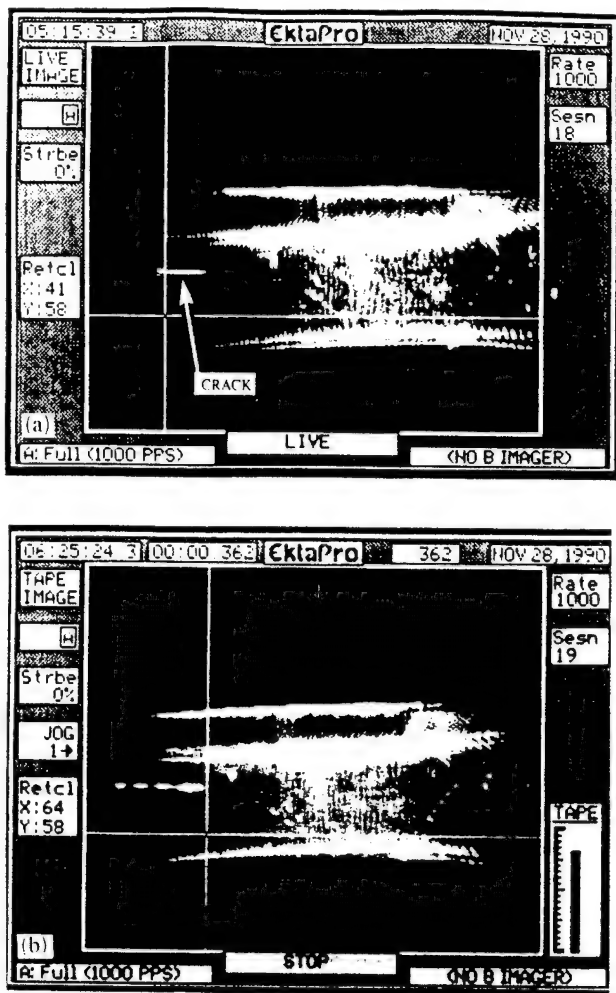 05:15:39 EktaPro NOV 28, 1990
LIVE
IMAGE
Rate
1000
Sesn
18
Strbe
0%
Retcl
X:41
Y:58
CRACK
(a)
LIVE
A: Full (1000 PPS)
(NO B IMAGER)
06:25:24 3 00:00 362 EktaPro 362 NOV 28, 1990
TAPE
IMAGE
Rate
1000
Sesn
19
Strbe
0%
JOG
1→
Retcl
X:64
Y:58
TAPE
(b)
STOP
A: Full (1000 PPS)
(NO B IMAGER)